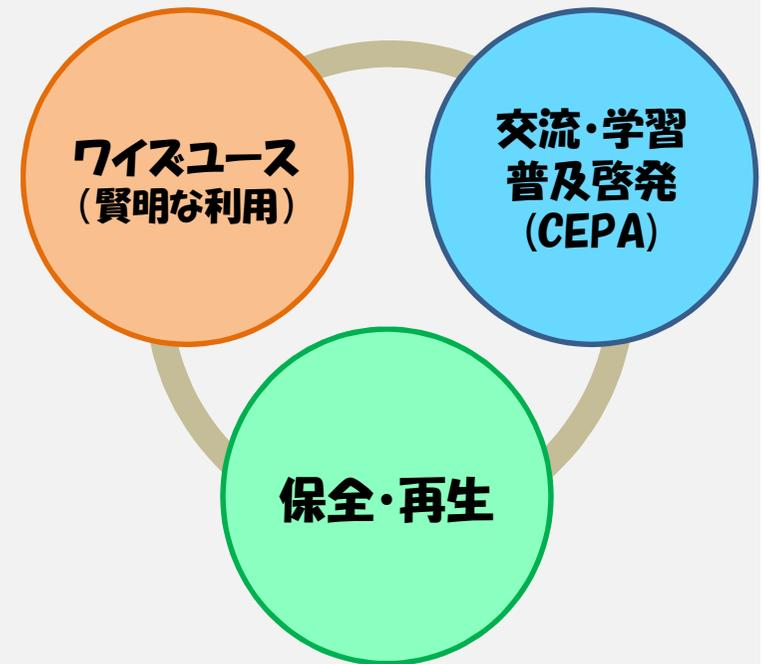 ワイズユース
（賢明な利用）
交流・学習
普及啓発
(CEPA)
保全・再生